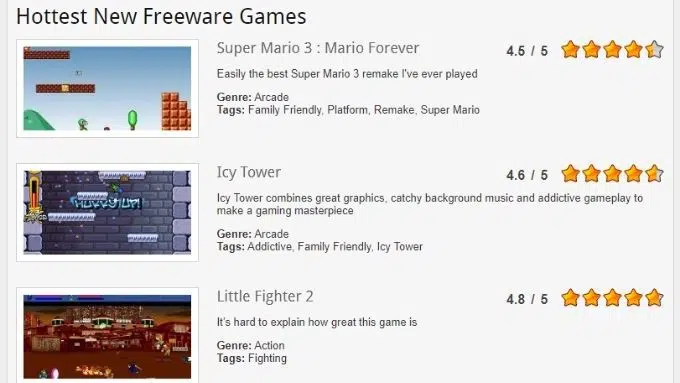 Hottest New Freeware Games
Super Mario 3 : Mario Forever
4.5 / 5
Easily the best Super Mario 3 remake I've ever played
Genre: Arcade
Tags: Family Friendly, Platform, Remake, Super Mario
HURRY UP!
Icy Tower
4.6 / 5
Icy Tower combines great graphics, catchy background music and addictive gameplay to
make a gaming masterpiece
Genre: Arcade
Tags: Addictive, Family Friendly, Icy Tower
Little Fighter 2
4.8 / 5
It's hard to explain how great this game is
Genre: Action
Tags: Fighting